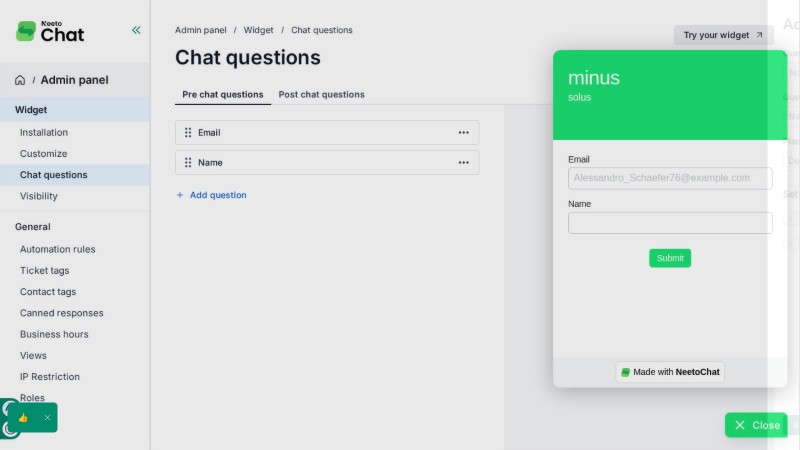 Neeto
Chat
/ Admin panel
Widget
Installation
Customize
Chat questions
Visibility
General
Automation rules
Ticket tags
Contact tags
Canned responses
Business hours
Views
IP Restriction
Roles
Admin panel / Widget / Chat questions
Try your widget
Chat questions
Pre chat questions
Post chat questions
Email
Name
Add question
minus
solus
Email
Alessandro_Schaefer76@example.com
Name
Submit
Made with NeetoChat
Close